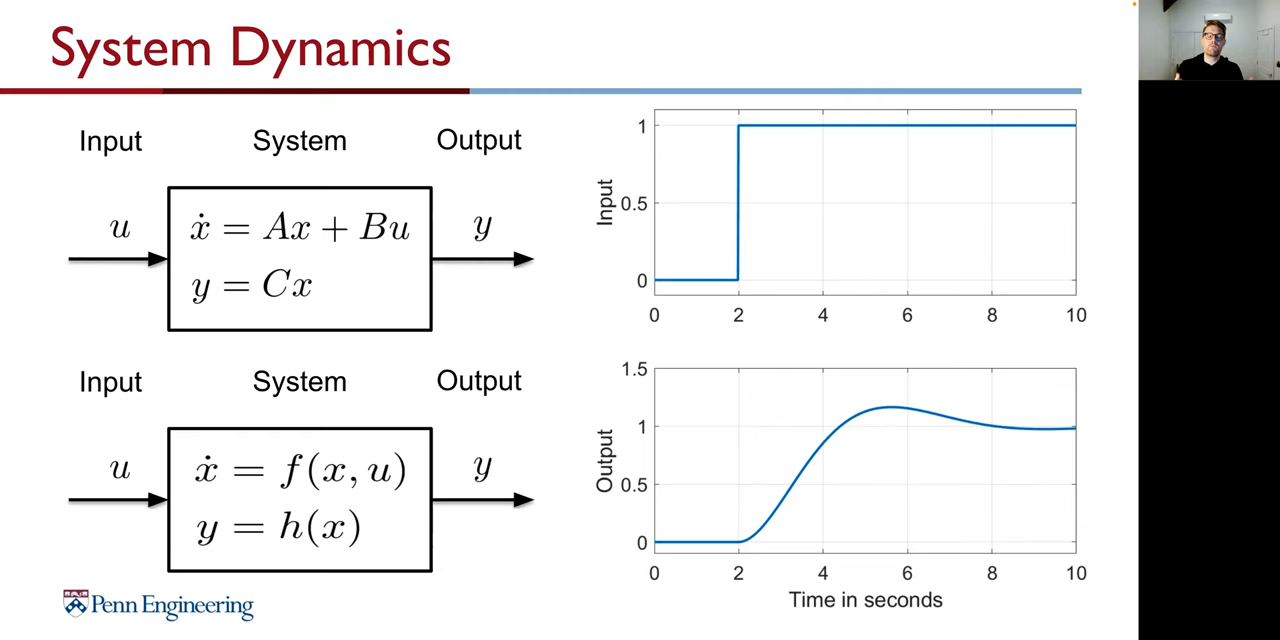 System Dynamics
Input System Output
u
ẋ = Ax + Bu
y = Cx
y
Input System Output
u
ẋ = f(x, u)
y = h(x)
y
Penn Engineering
1
0.5
0
Input
0 2 4 6 8 10
1.5
1
0.5
0
Output
0 2 4 6 8 10
Time in seconds